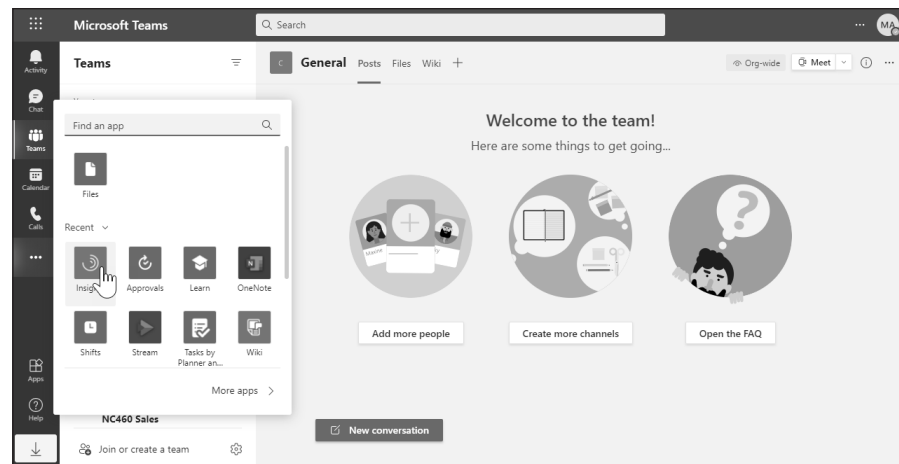 Microsoft Teams
Search
MA
Activity
Chat
Teams
Calendar
Calls
Apps
Help
Teams
Find an app
Files
Recent
Approvals
Learn
OneNote
Shifts
Stream
Tasks by
Planner an...
Wiki
More apps
NC460 Sales
Join or create a team
C
General
Posts
Files
Wiki
Org-wide
Meet
Welcome to the team!
Here are some things to get going...
Add more people
Create more channels
Open the FAQ
New conversation